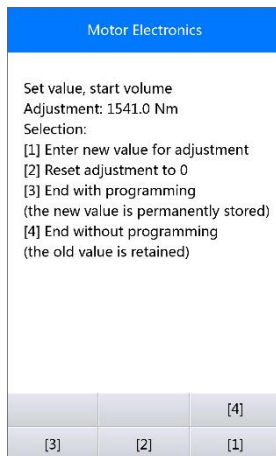 Motor Electronics
Set value, start volume
Adjustment: 1541.0 Nm
Selection:
[1] Enter new value for adjustment
[2] Reset adjustment to 0
[3] End with programming
(the new value is permanently stored)
[4] End without programming
(the old value is retained)
[4]
[3] [2] [1]